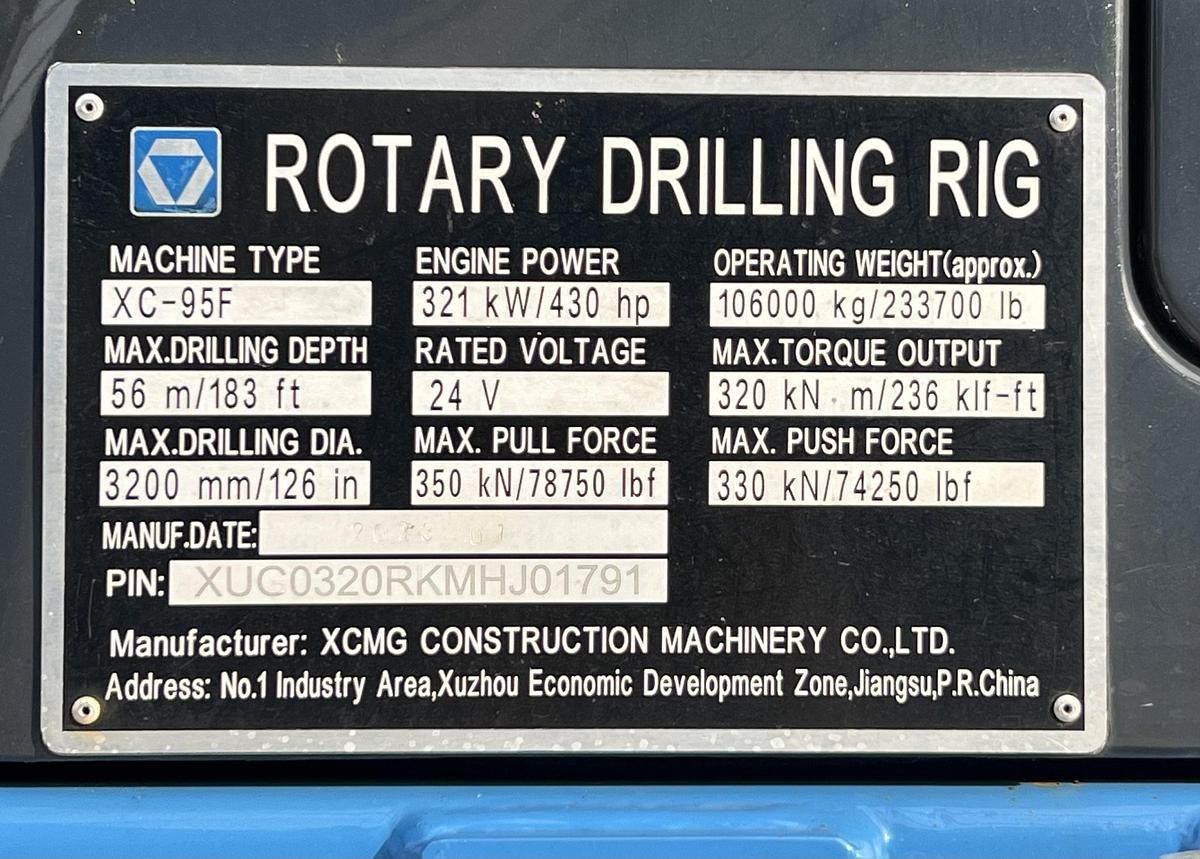 ROTARY DRILLING RIG
MACHINE TYPE ENGINE POWER OPERATING WEIGHT(approx.)
XC-95F 321 kW/430 hp 106000 kg/233700 lb
MAX.DRILLING DEPTH RATED VOLTAGE MAX.TORQUE OUTPUT
56 m/183 ft 24 V 320 kN·m/236 klf-ft
MAX.DRILLING DIA. MAX. PULL FORCE MAX. PUSH FORCE
3200 mm/126 in 350 kN/78750 lbf 330 kN/74250 lbf
MANUF.DATE:
PIN: XUG0320RKMHJ01791
Manufacturer: XCMG CONSTRUCTION MACHINERY CO.,LTD.
Address: No.1 Industry Area,Xuzhou Economic Development Zone,Jiangsu,P.R.China